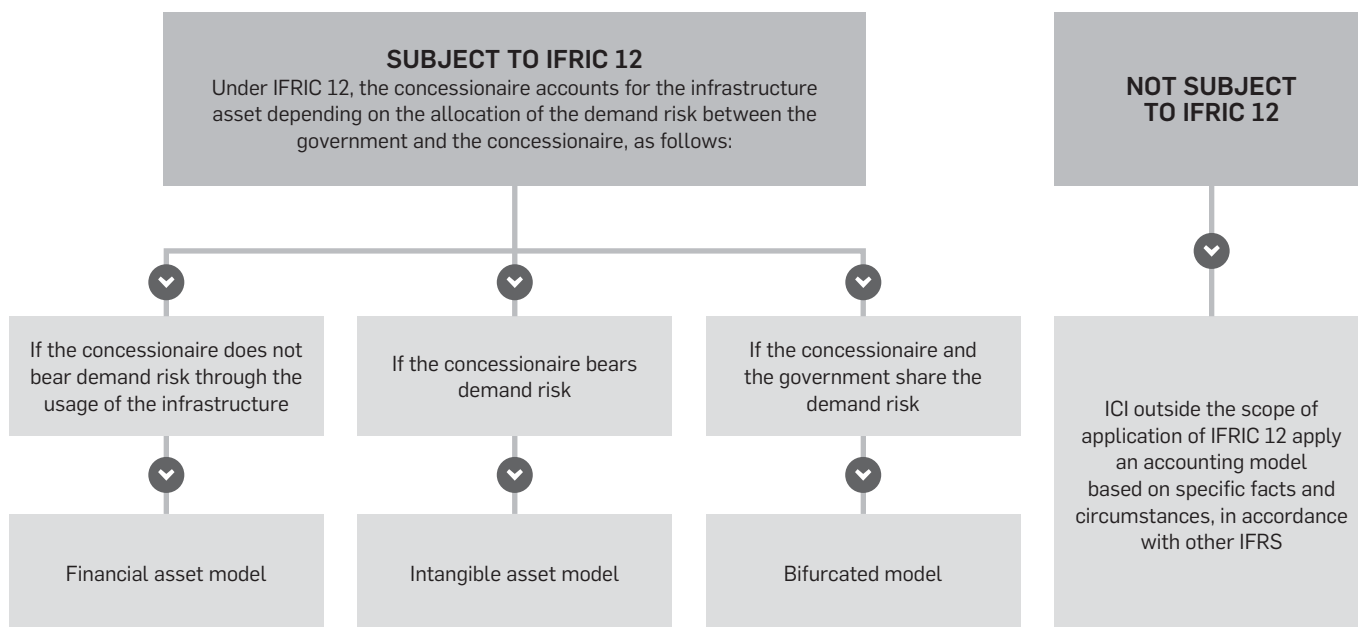 SUBJECT TO IFRIC 12
Under IFRIC 12, the concessionaire accounts for the infrastructure
asset depending on the allocation of the demand risk between the
government and the concessionaire, as follows:
NOT SUBJECT
TO IFRIC 12
If the concessionaire does not
bear demand risk through the
usage of the infrastructure
If the concessionaire bears
demand risk
If the concessionaire and
the government share the
demand risk
ICI outside the scope of
application of IFRIC 12 apply
an accounting model
based on specific facts and
circumstances, in accordance
with other IFRS
Financial asset model
Intangible asset model
Bifurcated model